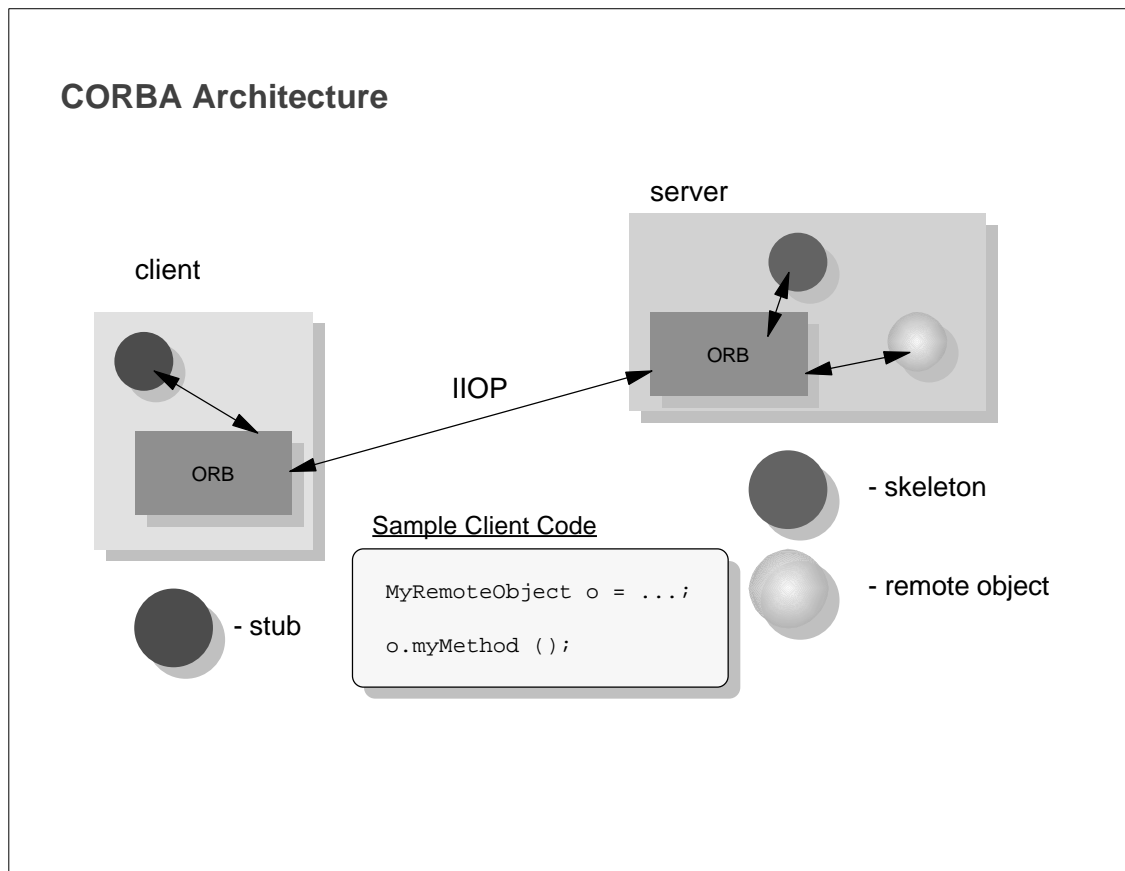 CORBA Architecture
server
client
ORB
IIOP
ORB
- skeleton
Sample Client Code
MyRemoteObject o = ...;
- remote object
- stub
o.myMethod ();